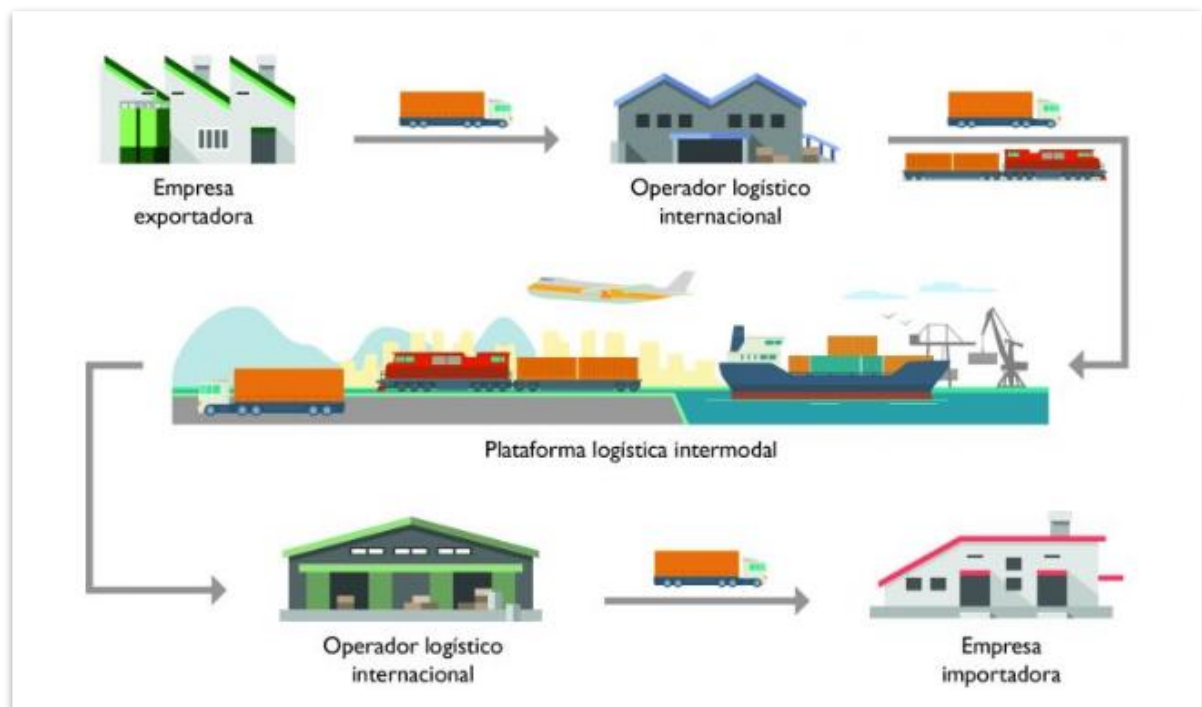 Empresa
exportadora
Operador logístico
internacional
Plataforma logística intermodal
Operador logístico
internacional
Empresa
importadora